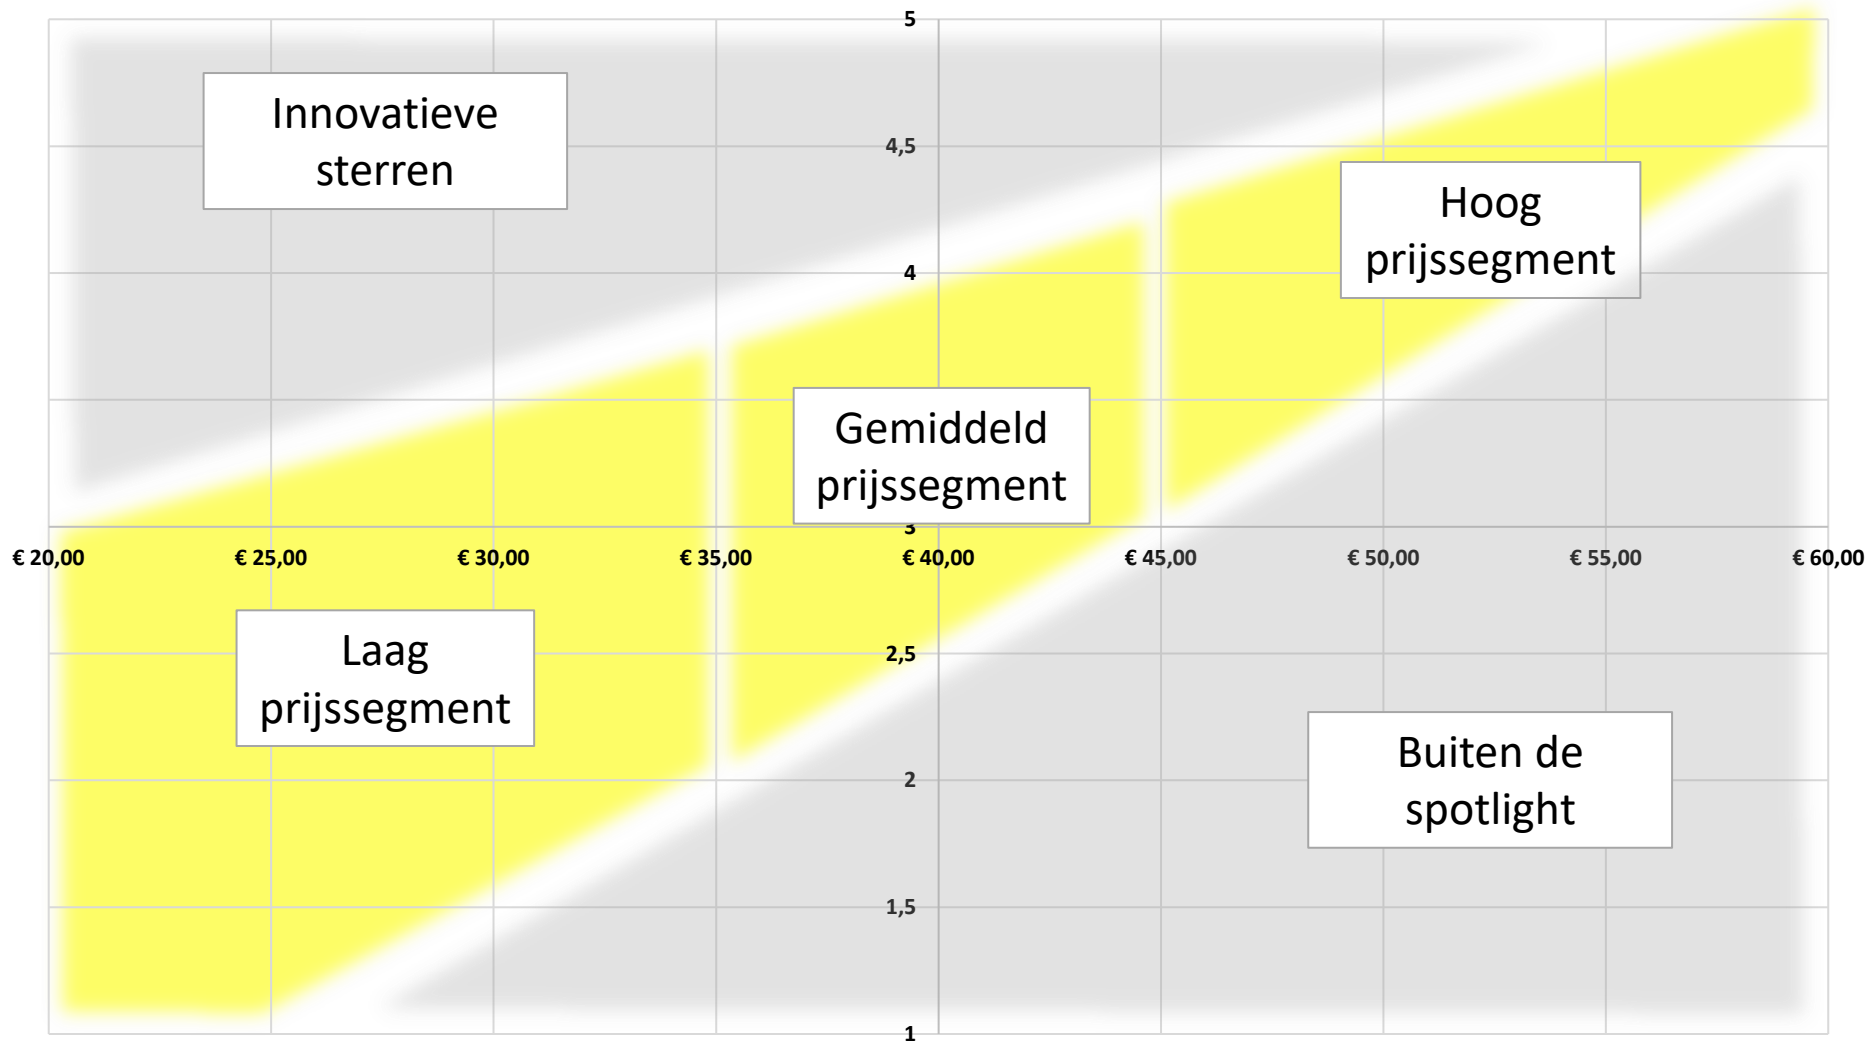 5
Innovatieve
sterren
4,5
Hoog
prijssegment
4
Gemiddeld
prijssegment
3
€ 20,00 € 25,00 € 30,00 € 35,00 € 40,00 € 45,00 € 50,00 € 55,00 € 60,00
Laag
prijssegment
2,5
Buiten de
spotlight
2
1,5
1